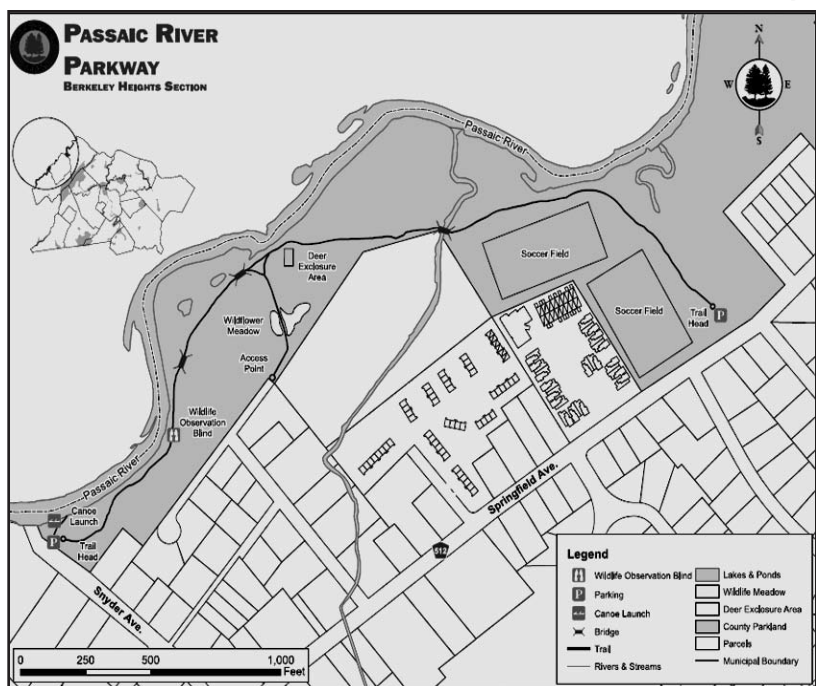 PASSAIC RIVER
PARKWAY
BERKELEY HEIGHTS SECTION
N
W E
S
Passaic River
Deer
Exclosure
Area
Soccer Field
Soccer Field
Trail
Head
P
Wildflower
Meadow
Access
Point
Wildlife
Observation
Blind
Passaic River
Canoe
Launch
P
Trail
Head
Snyder Ave.
Springfield Ave.
512
Legend
Wildlife Observation Blind
P Parking
Canoe Launch
Bridge
Trail
Rivers & Streams
Lakes & Ponds
Wildlife Meadow
Deer Exclosure Area
County Parkland
Parcels
Municipal Boundary
0 250 500 1,000
Feet